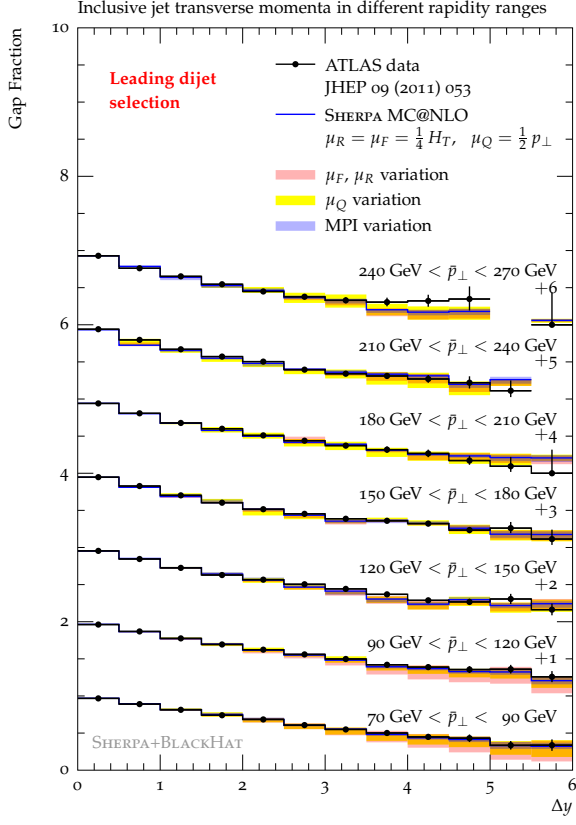 Inclusive jet transverse momenta in different rapidity ranges
Gap Fraction
10
8
6
4
2
0
Leading dijet
selection
ATLAS data
JHEP 09 (2011) 053
SHERPA MC@NLO
μR = μF = 1/4 HT, μQ = 1/2 p⊥
μF, μR variation
μQ variation
MPI variation
240 GeV < p̄⊥ < 270 GeV
+6
210 GeV < p̄⊥ < 240 GeV
+5
180 GeV < p̄⊥ < 210 GeV
+4
150 GeV < p̄⊥ < 180 GeV
+3
120 GeV < p̄⊥ < 150 GeV
+2
90 GeV < p̄⊥ < 120 GeV
+1
70 GeV < p̄⊥ < 90 GeV
SHERPA+BLACKHAT
0 1 2 3 4 5 6
Δy